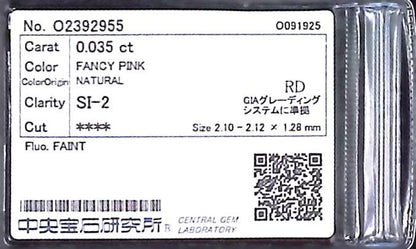 No. O2392955 O091925
Carat 0.035 ct
Color FANCY PINK
ColorOrigin NATURAL
RD
Clarity SI-2
GIAグレーディング
システムに準拠
Cut ****
Size 2.10 - 2.12 × 1.28 mm
Fluo. FAINT
中央宝石研究所® CENTRAL GEM
LABORATORY